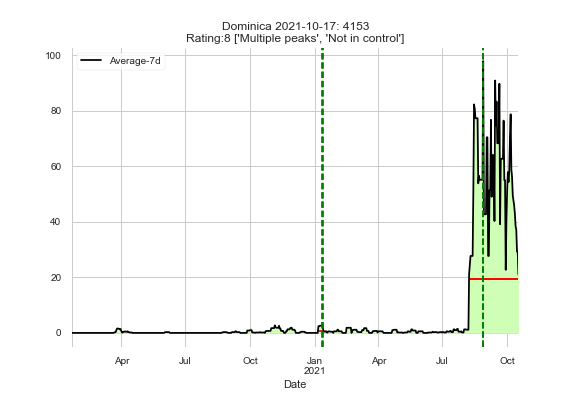 Dominica 2021-10-17: 4153
Rating:8 ['Multiple peaks', 'Not in control']
Average-7d
100
80
60
40
20
0
Apr
Jul
Oct
Jan
2021
Apr
Jul
Oct
Date